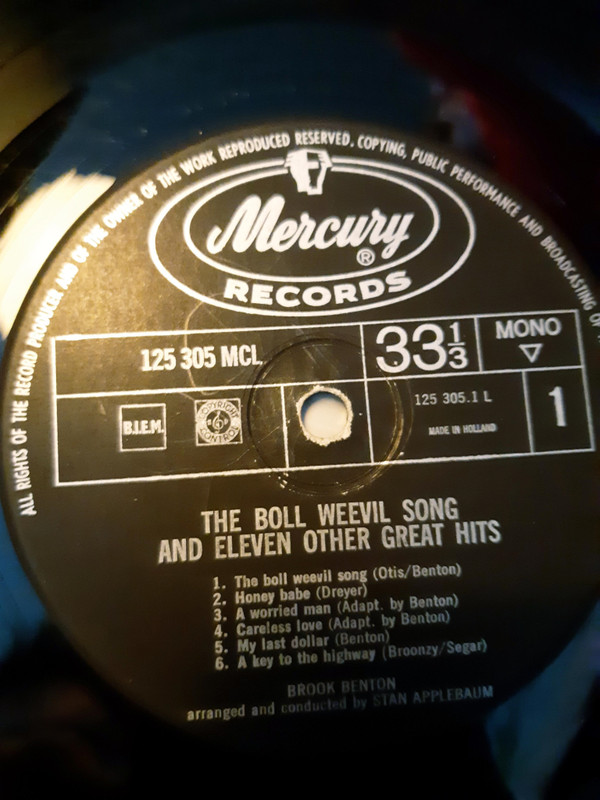 ALL RIGHTS OF THE RECORD PRODUCER AND OF THE OWNER OF THE WORK REPRODUCED RESERVED. COPYING, PUBLIC PERFORMANCE AND BROADCASTING OF
Mercury
®
RECORDS
125 305 MCL
33 1/3
MONO
▽
B.I.E.M.
COPYRIGHT CONTROL
125 305.1 L
MADE IN HOLLAND
1
THE BOLL WEEVIL SONG
AND ELEVEN OTHER GREAT HITS
1. The boll weevil song (Otis/Benton)
2. Honey babe (Dreyer)
3. A worried man (Adapt. by Benton)
4. Careless love (Adapt. by Benton)
5. My last dollar (Benton)
6. A key to the highway (Broonzy/Segar)
BROOK BENTON
arranged and conducted by STAN APPLEBAUM